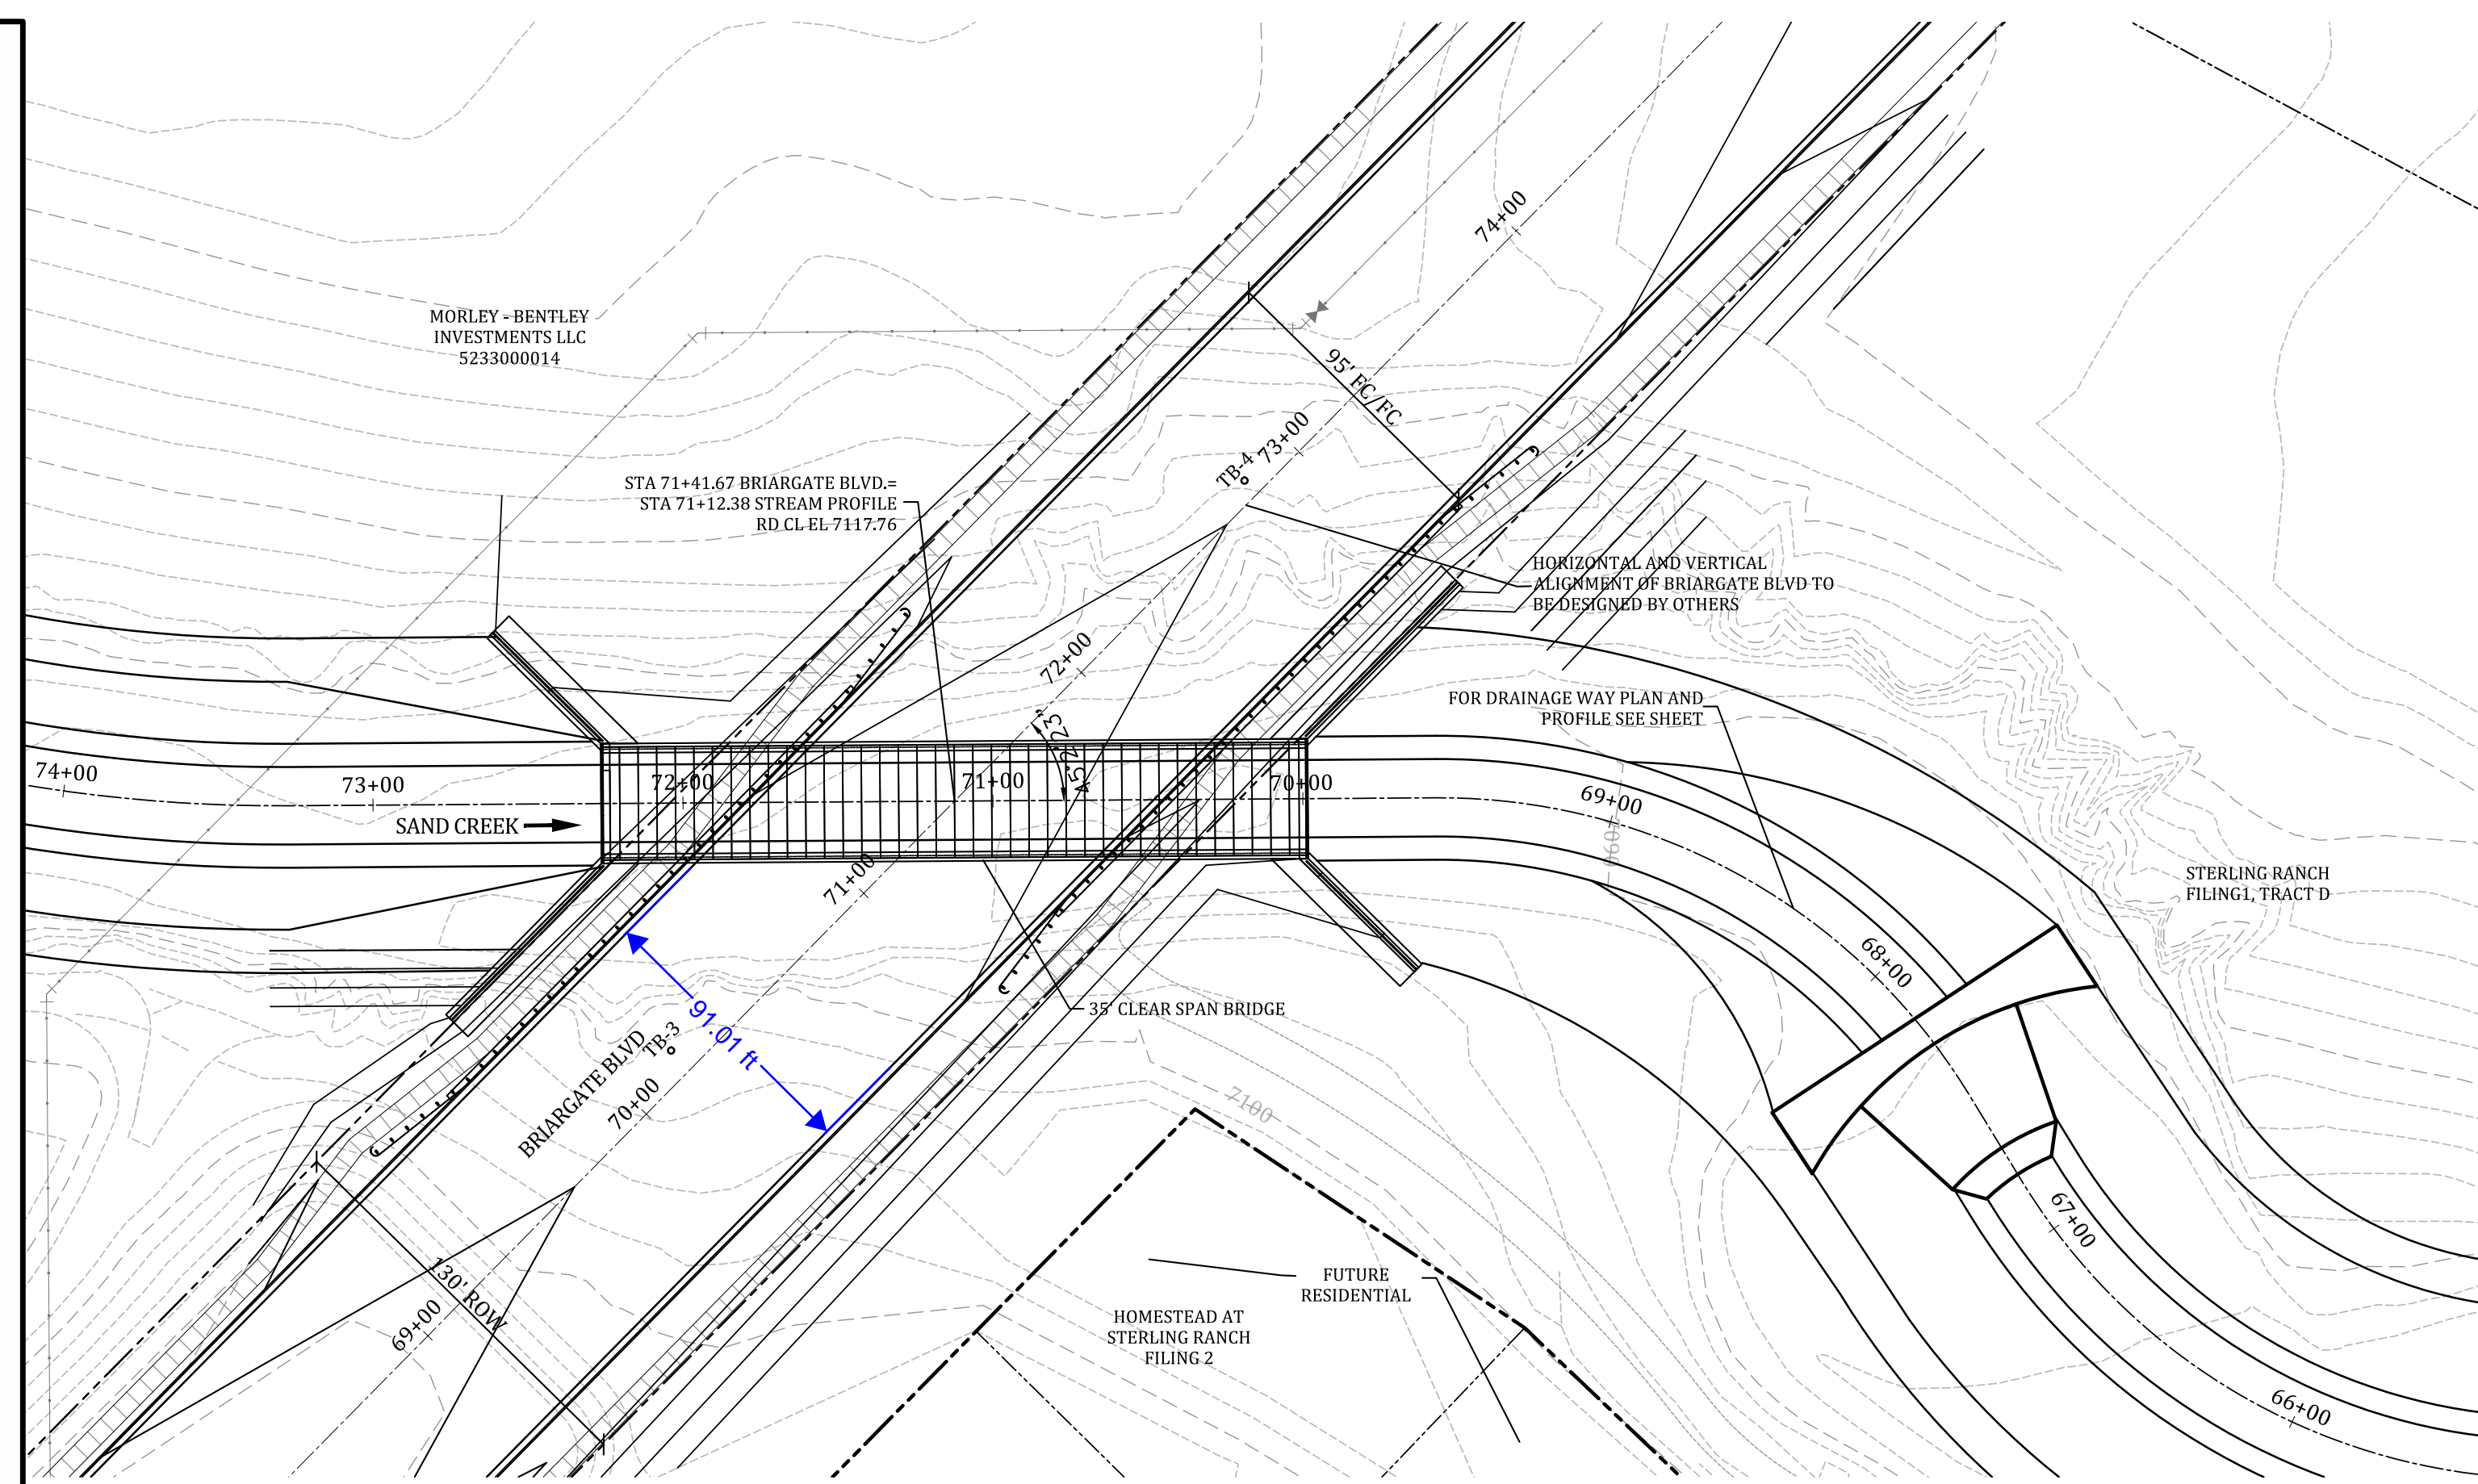 74+00
95' FC/FC
MORLEY - BENTLEY
INVESTMENTS LLC
5233000014
73+00
TB-4
STA 71+41.67 BRIARGATE BLVD.=
STA 71+12.38 STREAM PROFILE
RD CL EL 7117.76
HORIZONTAL AND VERTICAL
ALIGNMENT OF BRIARGATE BLVD TO
BE DESIGNED BY OTHERS
72+00
FOR DRAINAGE WAY PLAN AND
PROFILE SEE SHEET
45°2'23"
74+00
73+00
72+00
71+00
70+00
69+00
SAND CREEK
71+00
7090
STERLING RANCH
FILING1, TRACT D
68+00
35' CLEAR SPAN BRIDGE
91.01 ft
TB-3
BRIARGATE BLVD
70+00
7100
67+00
130' ROW
69+00
FUTURE
RESIDENTIAL
HOMESTEAD AT
STERLING RANCH
FILING 2
66+00